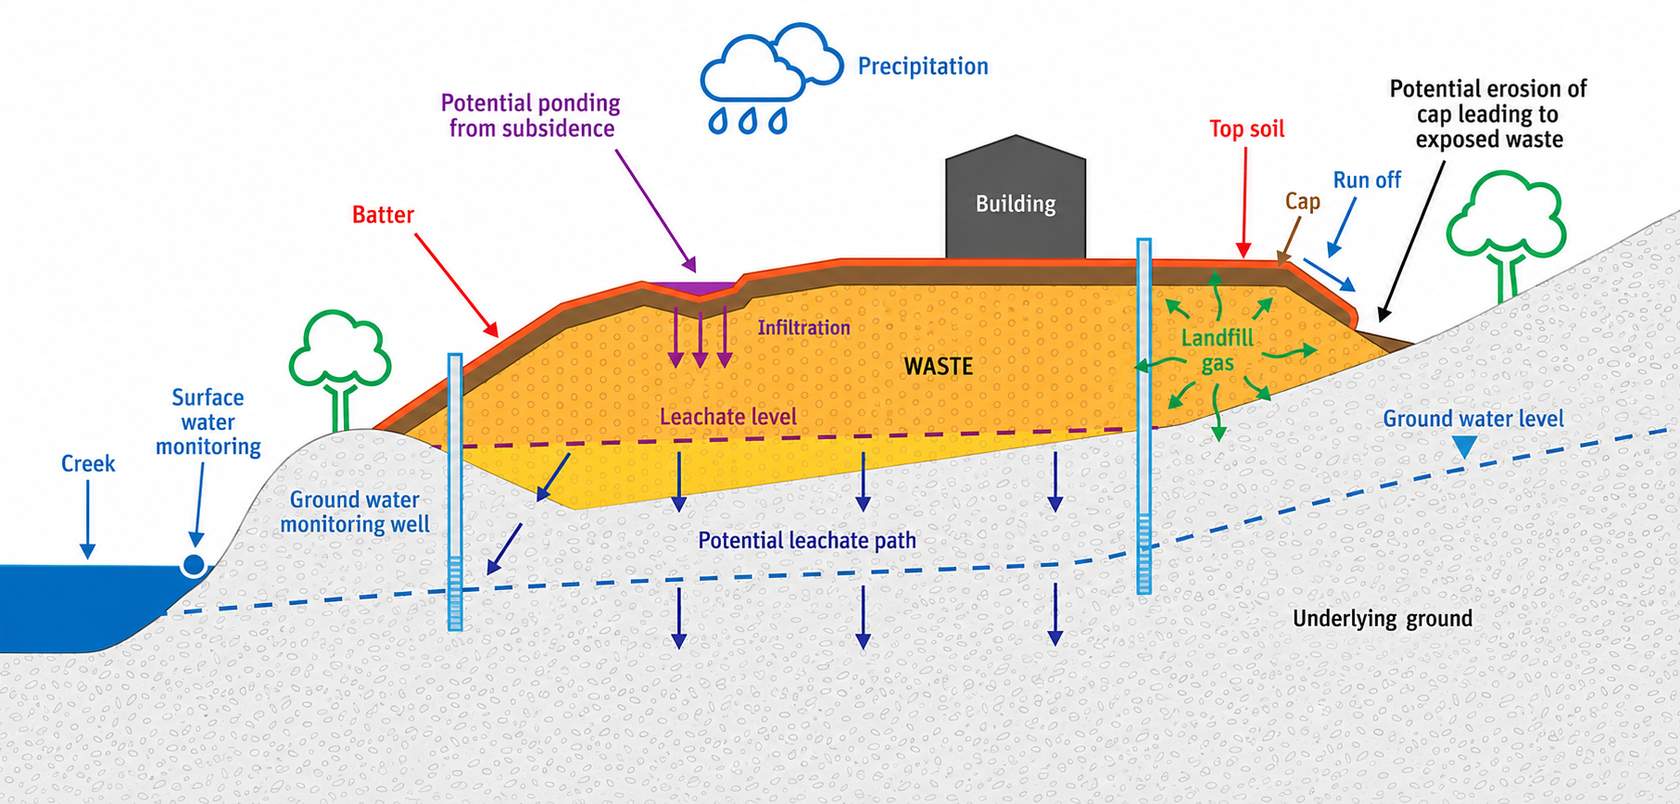 Precipitation
Potential ponding
from subsidence
Potential erosion of
cap leading to
exposed waste
Top soil
Run off
Cap
Building
Batter
Infiltration
Landfill
gas
WASTE
Surface
water
monitoring
Leachate level
Ground water level
Creek
Ground water
monitoring well
Potential leachate path
Underlying ground